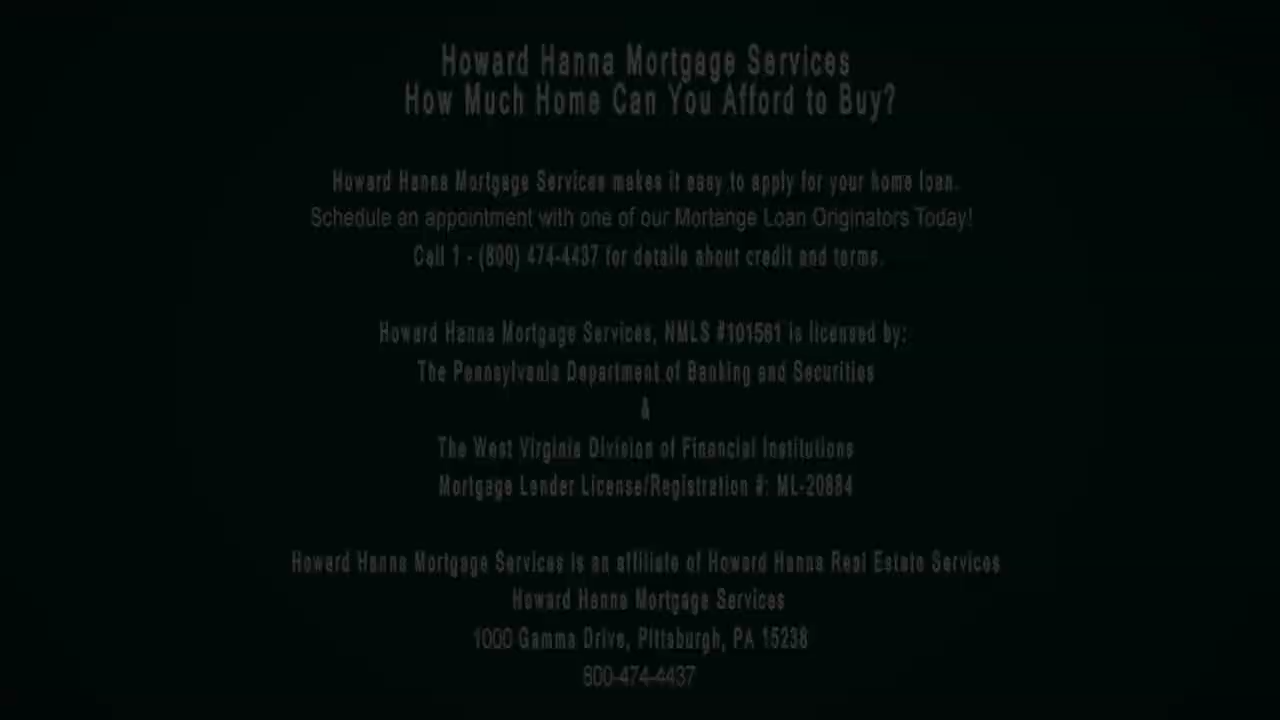 Howard Hanna Mortgage Services
How Much Home Can You Afford to Buy?
Howard Hanna Mortgage Services makes it easy to apply for your home loan.
Schedule an appointment with one of our Mortange Loan Originators Today!
Call 1 - (800) 474-4437 for details about credit and terms.
Howard Hanna Mortgage Services, NMLS #101561 is licensed by:
The Pennsylvania Department of Banking and Securities
&
The West Virginia Division of Financial Institutions
Mortgage Lender License/Registration #: ML-20884
Howard Hanna Mortgage Services is an affiliate of Howard Hanna Real Estate Services
Howard Hanna Mortgage Services
1000 Gamma Drive, Pittsburgh, PA 15238
800-474-4437